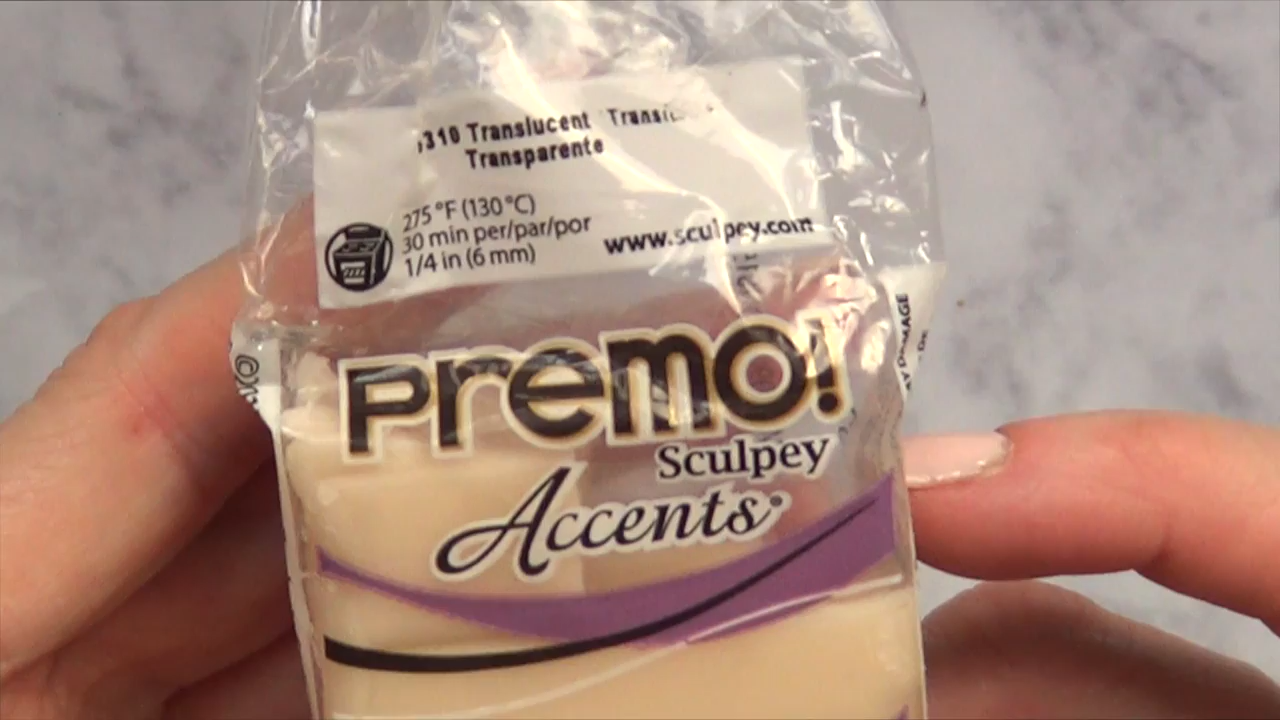 5310 Translucent
Transparente
275 °F (130 °C)
30 min per/par/por
1/4 in (6 mm)
www.sculpey.com
Premo!
Sculpey
Accents®